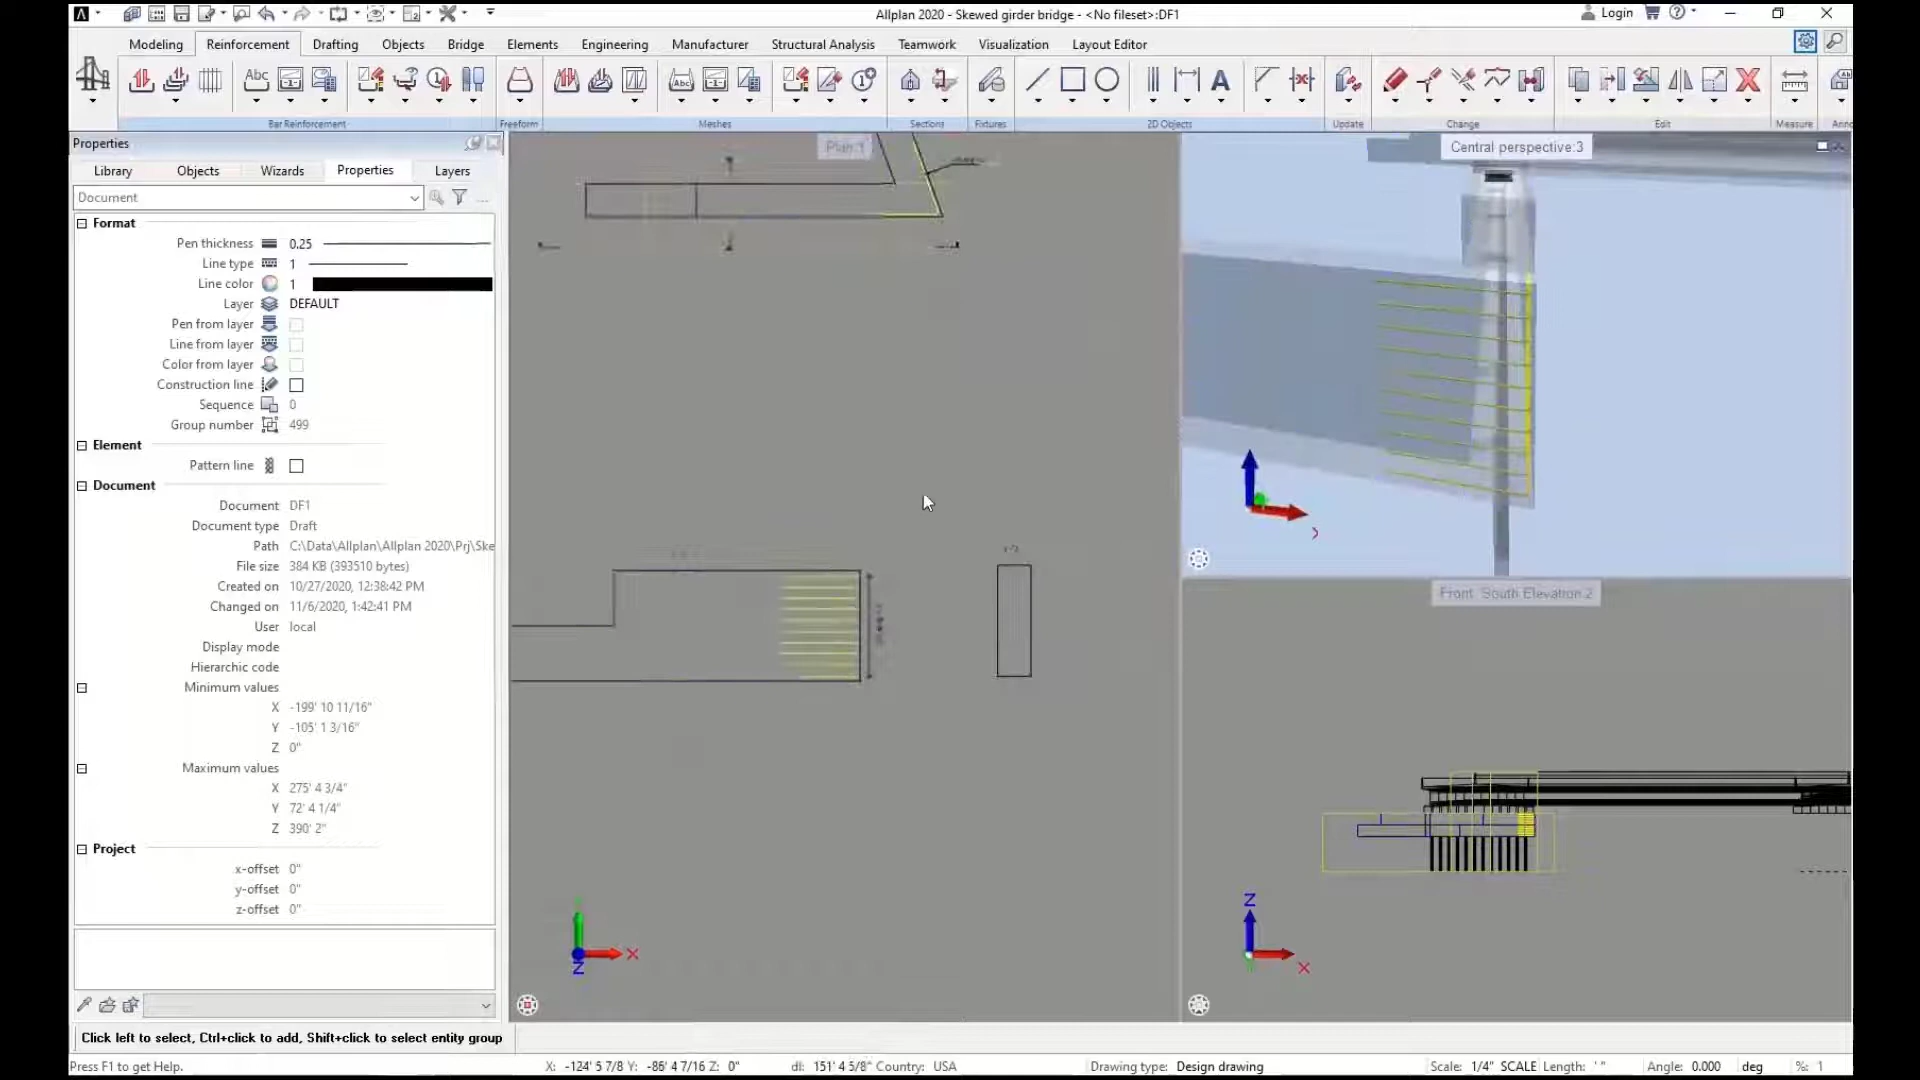 Allplan 2020 - Skewed girder bridge - <No fileset>:DF1
Login
Modeling Reinforcement Drafting Objects Bridge Elements Engineering Manufacturer Structural Analysis Teamwork Visualization Layout Editor
Abc
Abc
A
Bar Reinforcement Freeform Meshes Sections Fixtures 2D Objects Update Change Edit Measure
Properties
Library Objects Wizards Properties Layers
Document
Format
Pen thickness 0.25
Line type 1
Line color 1
Layer DEFAULT
Pen from layer
Line from layer
Color from layer
Construction line
Sequence 0
Group number 499
Element
Pattern line
Document
Document DF1
Document type Draft
Path C:\Data\Allplan\Allplan 2020\Prj\Ske
File size 384 KB (393510 bytes)
Created on 10/27/2020, 12:38:42 PM
Changed on 11/6/2020, 1:42:41 PM
User local
Display mode
Hierarchic code
Minimum values
X -199' 10 11/16"
Y -105' 1 3/16"
Z 0"
Maximum values
X 275' 4 3/4"
Y 72' 4 1/4"
Z 390' 2"
Project
x-offset 0"
y-offset 0"
z-offset 0"
Plan:1
Central perspective:3
Front, South Elevation:2
X
Z
Z
X
Click left to select, Ctrl+click to add, Shift+click to select entity group
Press F1 to get Help.
X: -124' 5 7/8 Y: -86' 4 7/16 Z: 0" dl: 151' 4 5/8" Country: USA Drawing type: Design drawing Scale: 1/4" SCALE Length: ' " Angle: 0.000 deg %: 1